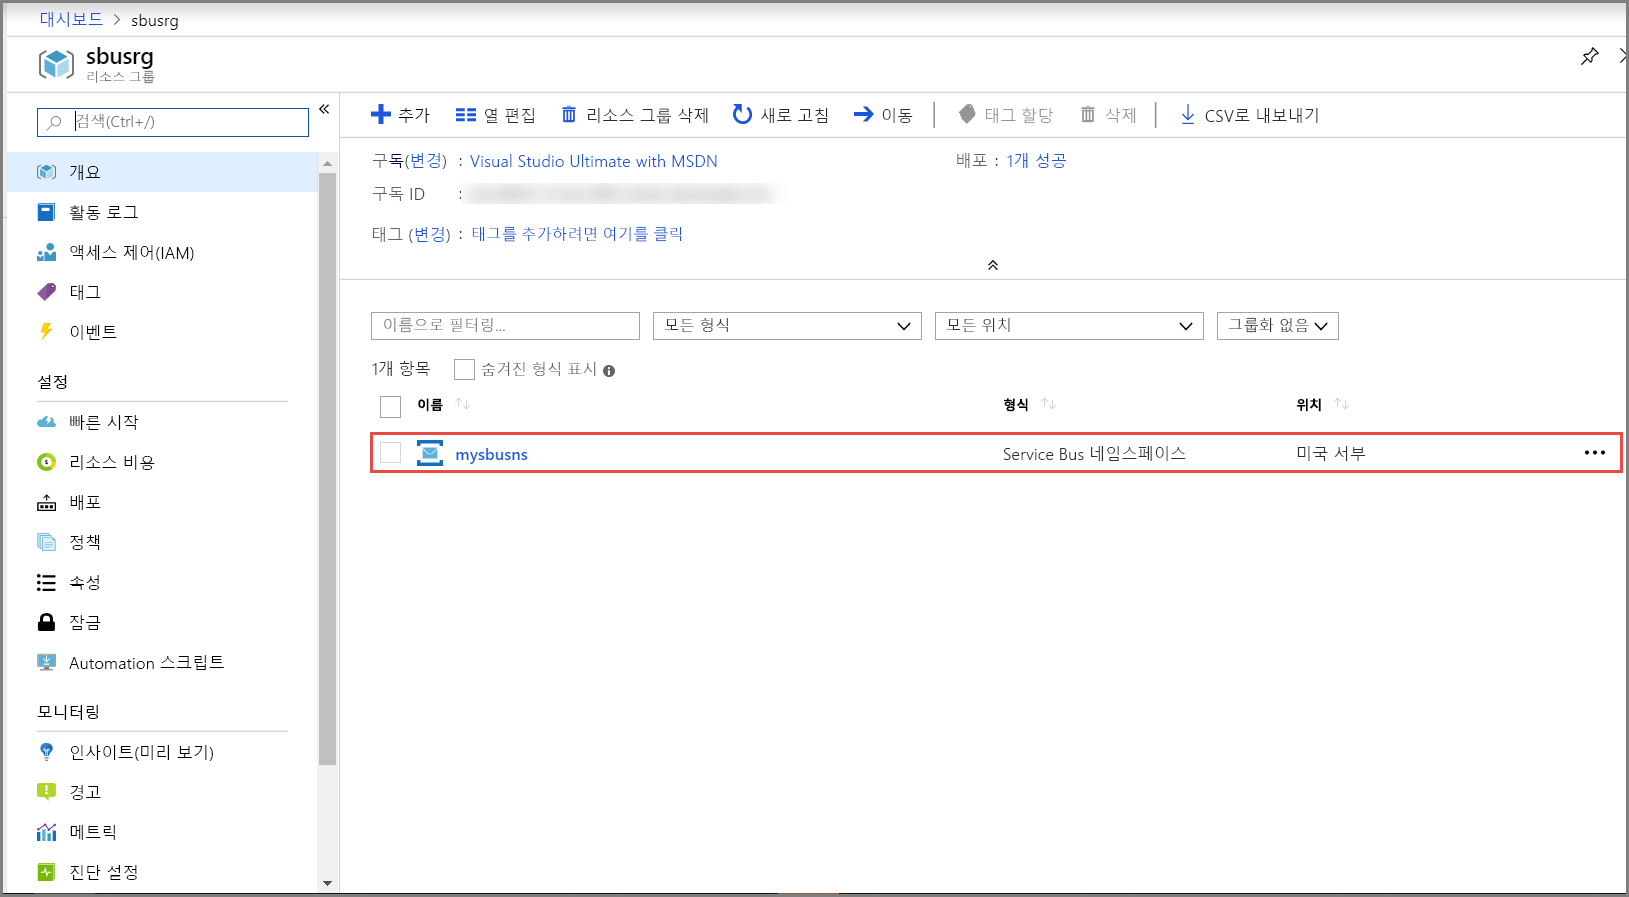 대시보드 > sbusrg
sbusrg
리소스 그룹
검색(Ctrl+/)
개요
활동 로그
액세스 제어(IAM)
태그
이벤트
설정
빠른 시작
리소스 비용
배포
정책
속성
잠금
Automation 스크립트
모니터링
인사이트(미리 보기)
경고
메트릭
진단 설정
추가 열 편집 리소스 그룹 삭제 새로 고침 이동 태그 할당 삭제 CSV로 내보내기
구독(변경) : Visual Studio Ultimate with MSDN 배포 : 1개 성공
구독 ID :
태그 (변경) : 태그를 추가하려면 여기를 클릭
이름으로 필터링... 모든 형식 모든 위치 그룹화 없음
1개 항목 숨겨진 형식 표시
이름 형식 위치
mysbusns Service Bus 네임스페이스 미국 서부